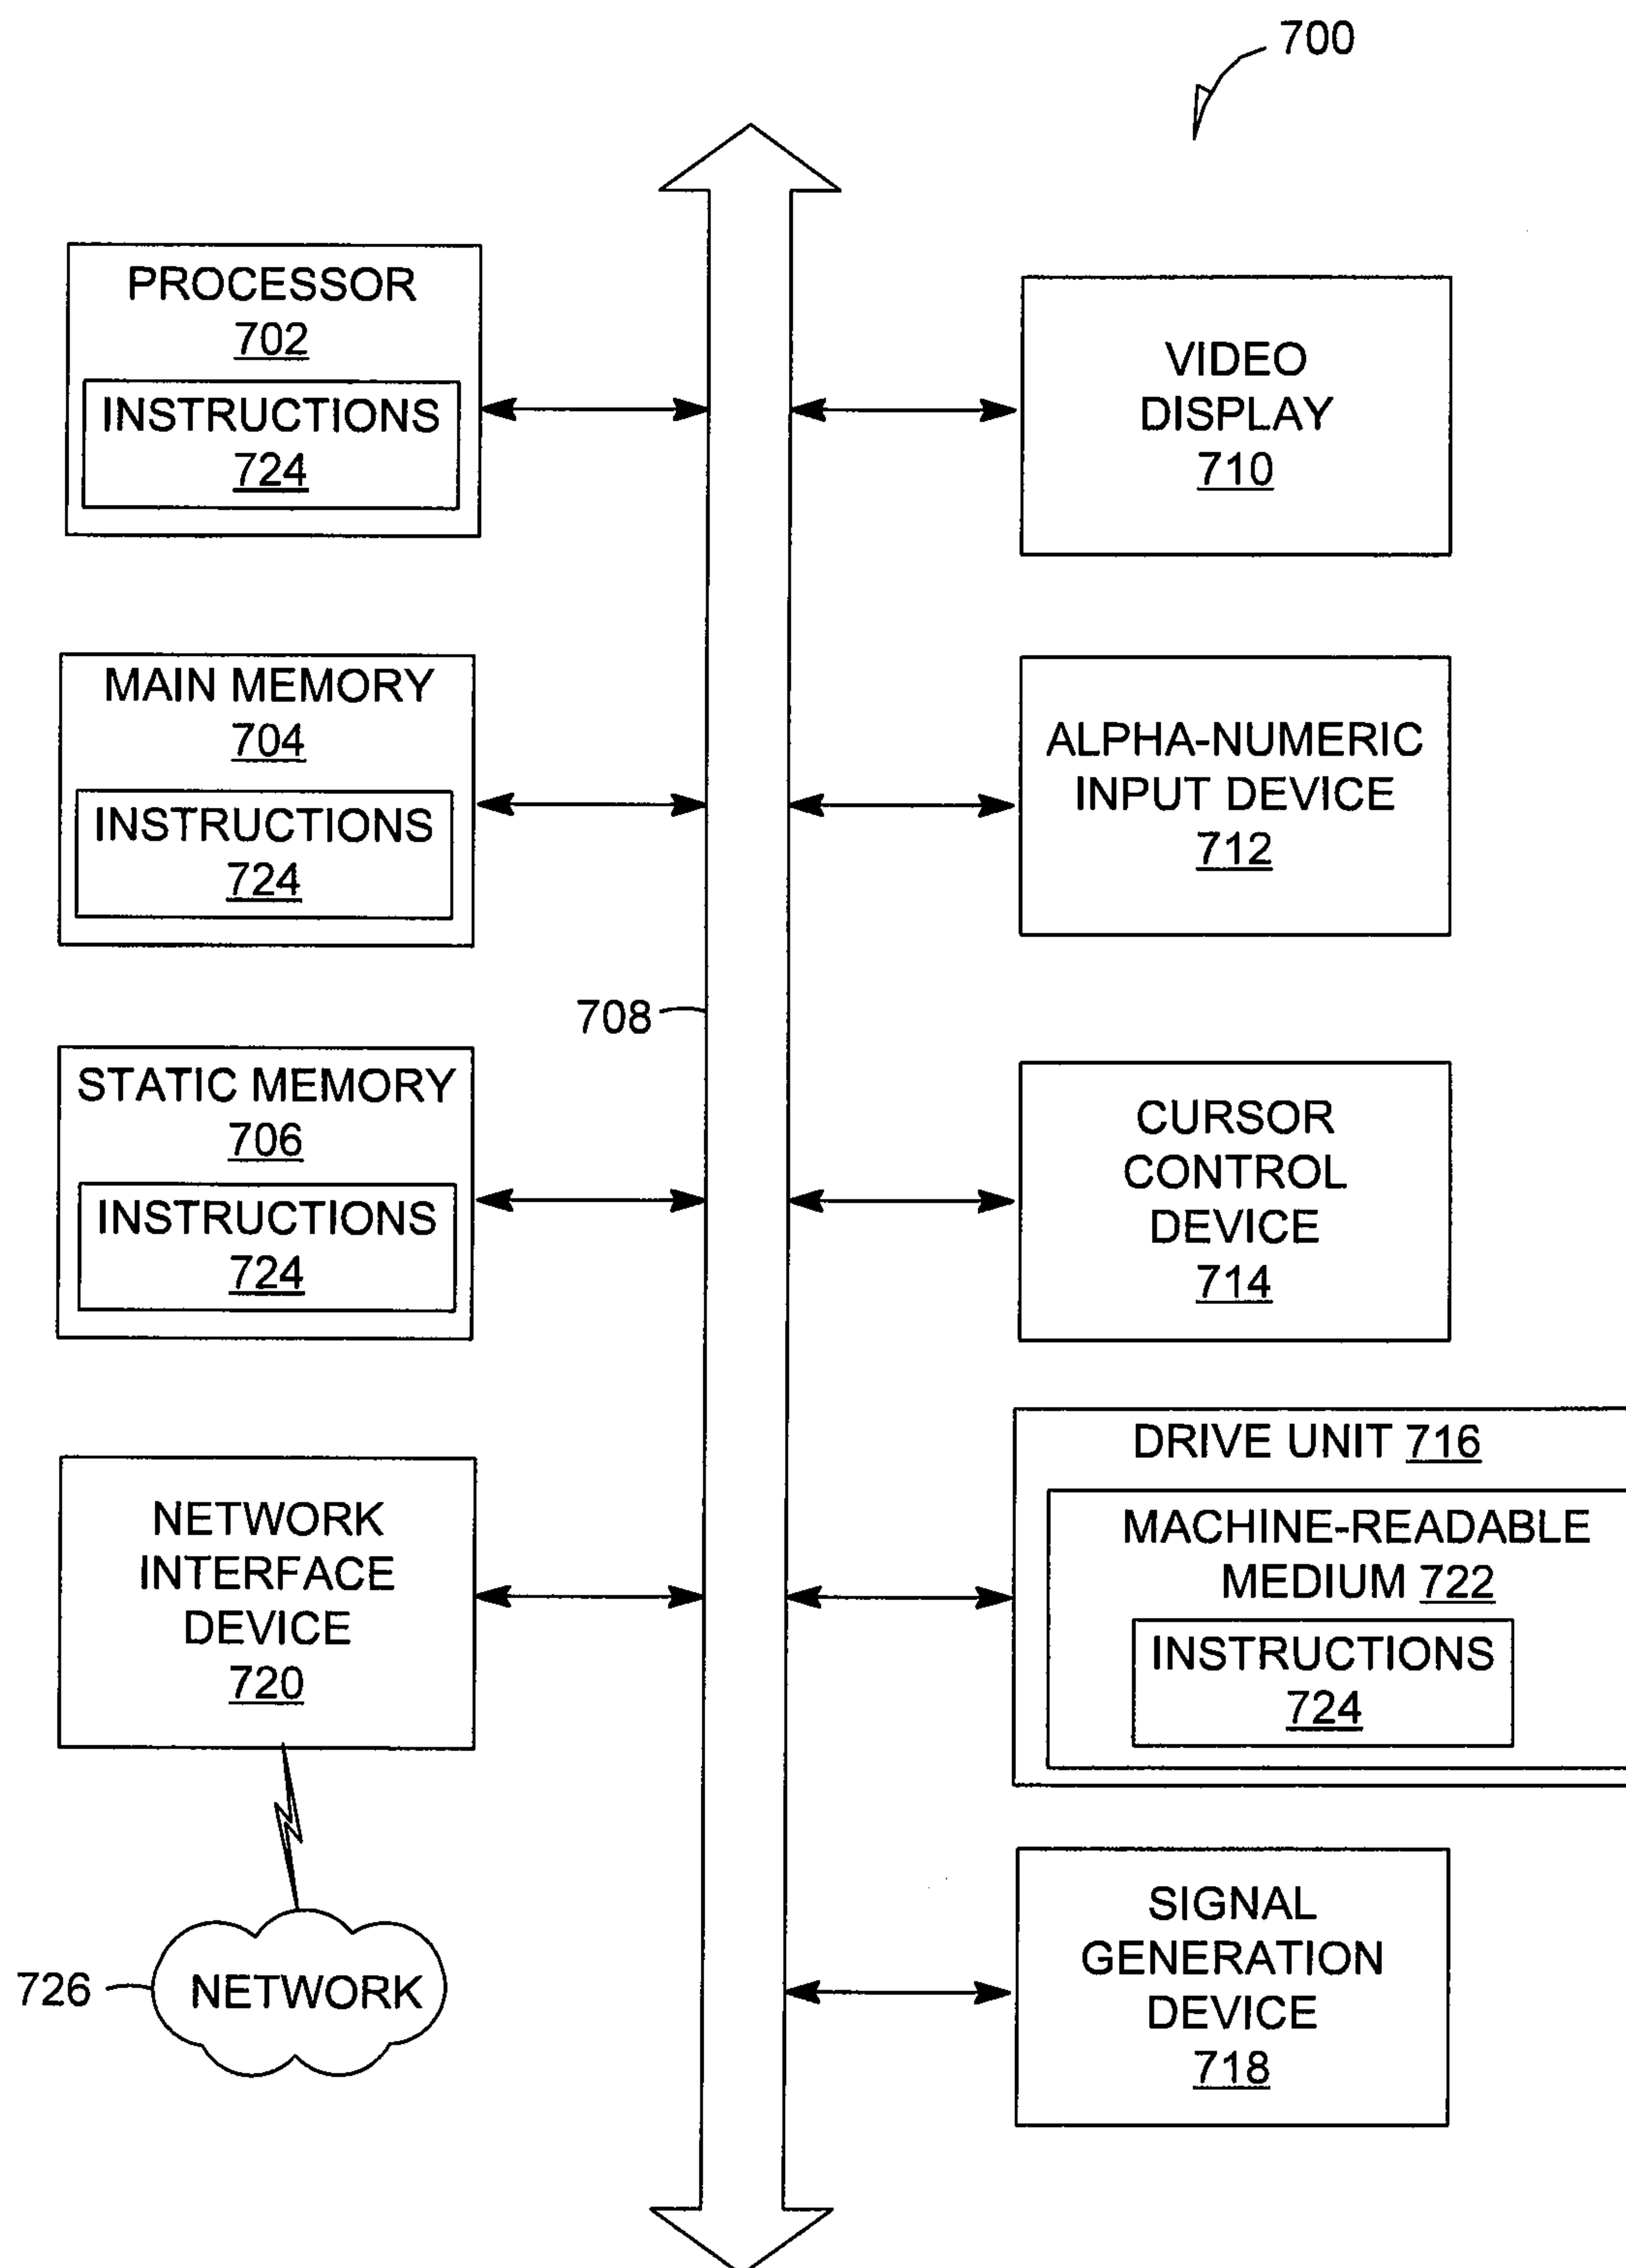 700
PROCESSOR
702
INSTRUCTIONS
724
MAIN MEMORY
704
INSTRUCTIONS
724
708
STATIC MEMORY
706
INSTRUCTIONS
724
NETWORK
INTERFACE
DEVICE
720
726
NETWORK
VIDEO
DISPLAY
710
ALPHA-NUMERIC
INPUT DEVICE
712
CURSOR
CONTROL
DEVICE
714
DRIVE UNIT 716
MACHINE-READABLE
MEDIUM 722
INSTRUCTIONS
724
SIGNAL
GENERATION
DEVICE
718